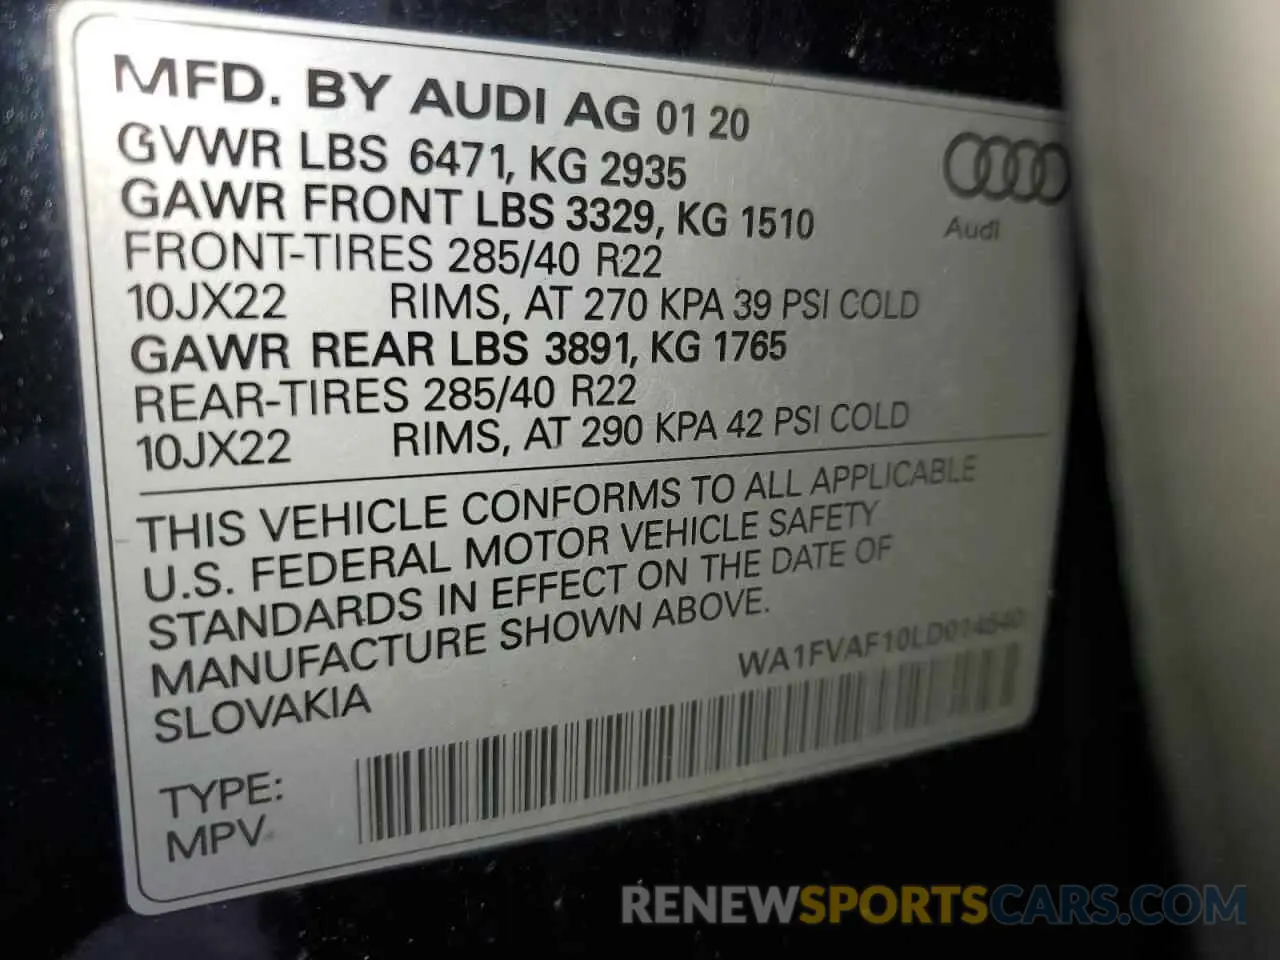 MFD. BY AUDI AG 01 20
GVWR LBS 6471, KG 2935
GAWR FRONT LBS 3329, KG 1510
FRONT-TIRES 285/40 R22
10JX22 RIMS, AT 270 KPA 39 PSI COLD
GAWR REAR LBS 3891, KG 1765
REAR-TIRES 285/40 R22
10JX22 RIMS, AT 290 KPA 42 PSI COLD
Audi
THIS VEHICLE CONFORMS TO ALL APPLICABLE
U.S. FEDERAL MOTOR VEHICLE SAFETY
STANDARDS IN EFFECT ON THE DATE OF
MANUFACTURE SHOWN ABOVE.
SLOVAKIA
WA1FVAF10LD014640
TYPE:
MPV
RENEWSPORTSCARS.COM